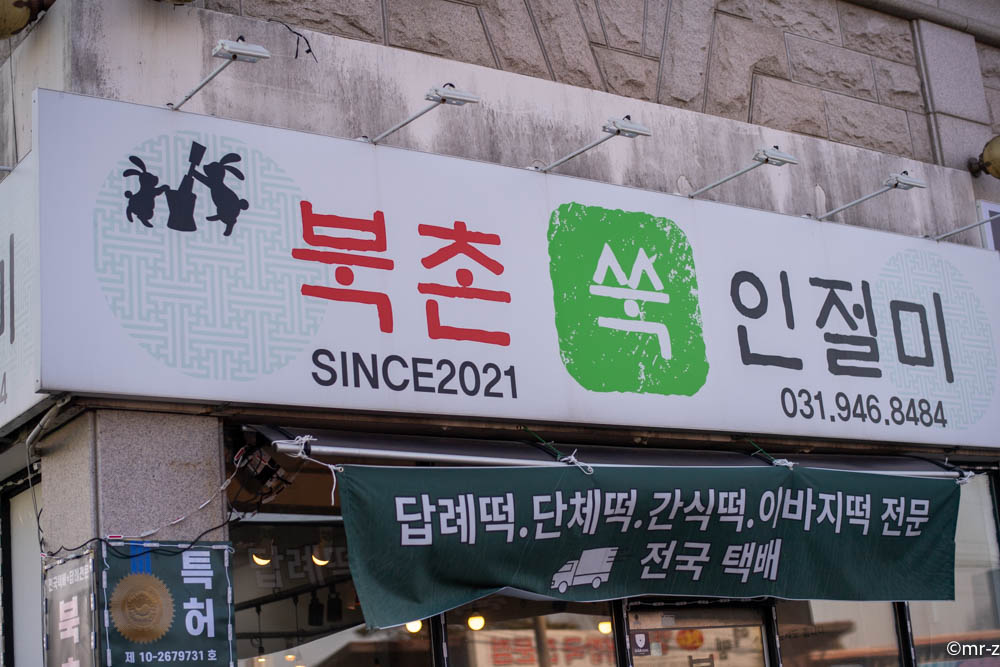 북촌 쑥 인절미
SINCE2021
031.946.8484
답례떡.단체떡.간식떡.이바지떡 전문
전국 택배
특허
제 10-2679731 호
북
©mr-z